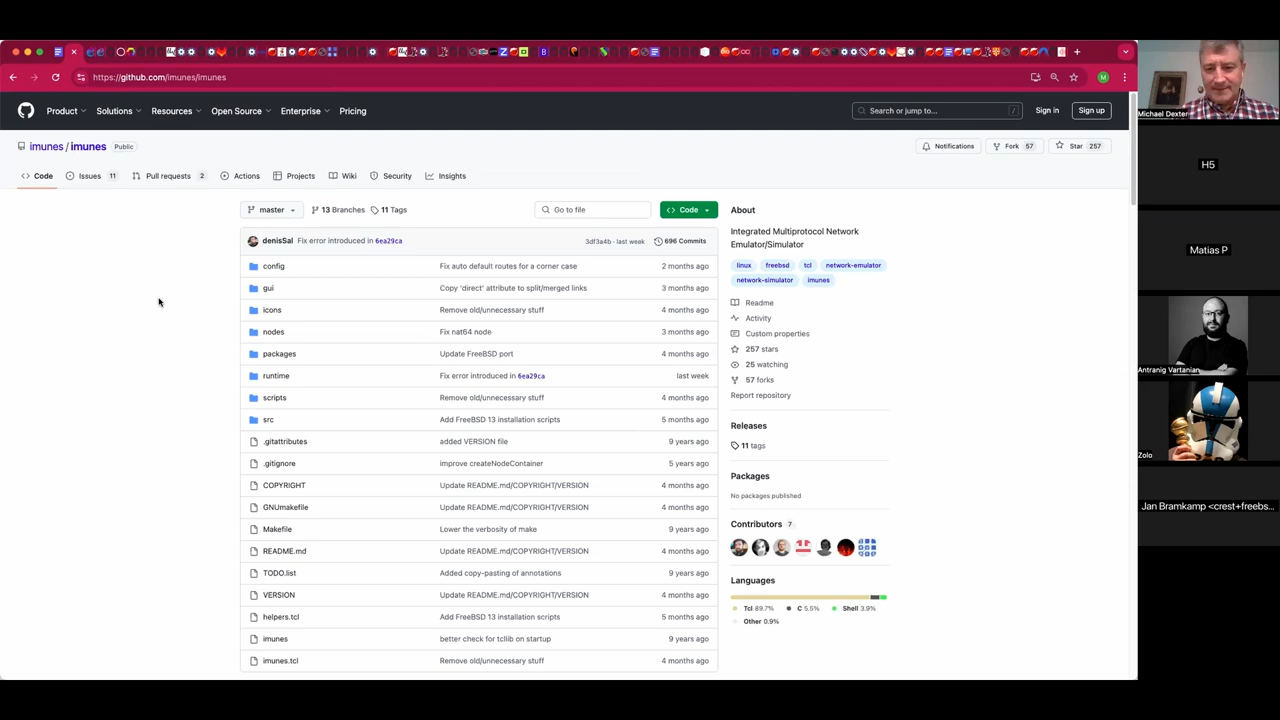 https://github.com/imunes/imunes
M
Product Solutions Resources Open Source Enterprise Pricing
Search or jump to... /
Sign in
Sign up
imunes / imunes Public
Notifications
Fork 57
Star 257
Code
Issues 11
Pull requests 2
Actions
Projects
Wiki
Security
Insights
master
13 Branches
11 Tags
Go to file
Code
denisSal Fix error introduced in 6ea29ca 3df3a4b · last week 696 Commits
config Fix auto default routes for a corner case 2 months ago
gui Copy 'direct' attribute to split/merged links 3 months ago
icons Remove old/unnecessary stuff 4 months ago
nodes Fix nat64 node 3 months ago
packages Update FreeBSD port 4 months ago
runtime Fix error introduced in 6ea29ca last week
scripts Remove old/unnecessary stuff 4 months ago
src Add FreeBSD 13 installation scripts 5 months ago
.gitattributes added VERSION file 9 years ago
.gitignore improve createNodeContainer 5 years ago
COPYRIGHT Update README.md/COPYRIGHT/VERSION 4 months ago
GNUmakefile Update README.md/COPYRIGHT/VERSION 4 months ago
Makefile Lower the verbosity of make 9 years ago
README.md Update README.md/COPYRIGHT/VERSION 4 months ago
TODO.list Added copy-pasting of annotations 9 years ago
VERSION Update README.md/COPYRIGHT/VERSION 4 months ago
helpers.tcl Add FreeBSD 13 installation scripts 5 months ago
imunes better check for tcllib on startup 9 years ago
imunes.tcl Remove old/unnecessary stuff 4 months ago
About
Integrated Multiprotocol Network
Emulator/Simulator
linux freebsd tcl network-emulator
network-simulator imunes
Readme
Activity
Custom properties
257 stars
25 watching
57 forks
Report repository
Releases
11 tags
Packages
No packages published
Contributors 7
Languages
Tcl 89.7% C 5.5% Shell 3.9%
Other 0.9%
Michael Dexter
H5
Matias P
Antranig Vartanian
Zolo
Jan Bramkamp <crest+freebs...